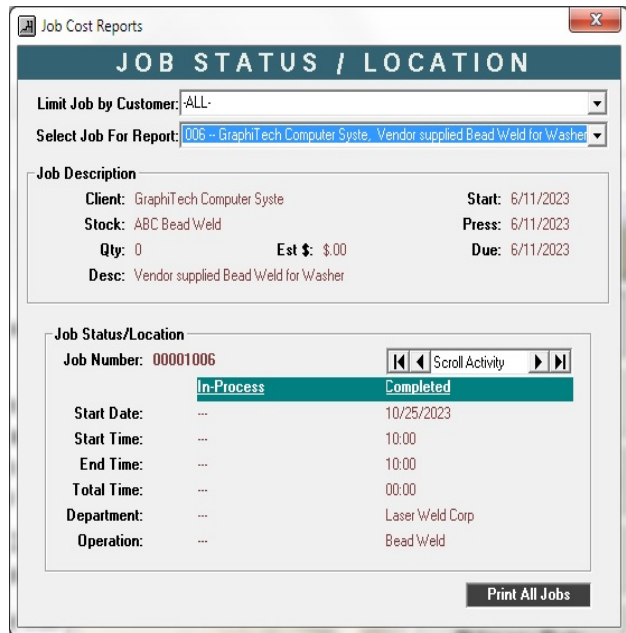 Job Cost Reports
JOB STATUS / LOCATION
Limit Job by Customer: -ALL-
Select Job For Report: 006 -- GraphiTech Computer Syste, Vendor supplied Bead Weld for Washer
Job Description
Client: GraphiTech Computer Syste Start: 6/11/2023
Stock: ABC Bead Weld Press: 6/11/2023
Qty: 0 Est $: $.00 Due: 6/11/2023
Desc: Vendor supplied Bead Weld for Washer
Job Status/Location
Job Number: 00001006 Scroll Activity
In-Process Completed
Start Date: --- 10/25/2023
Start Time: --- 10:00
End Time: --- 10:00
Total Time: --- 00:00
Department: --- Laser Weld Corp
Operation: --- Bead Weld
Print All Jobs